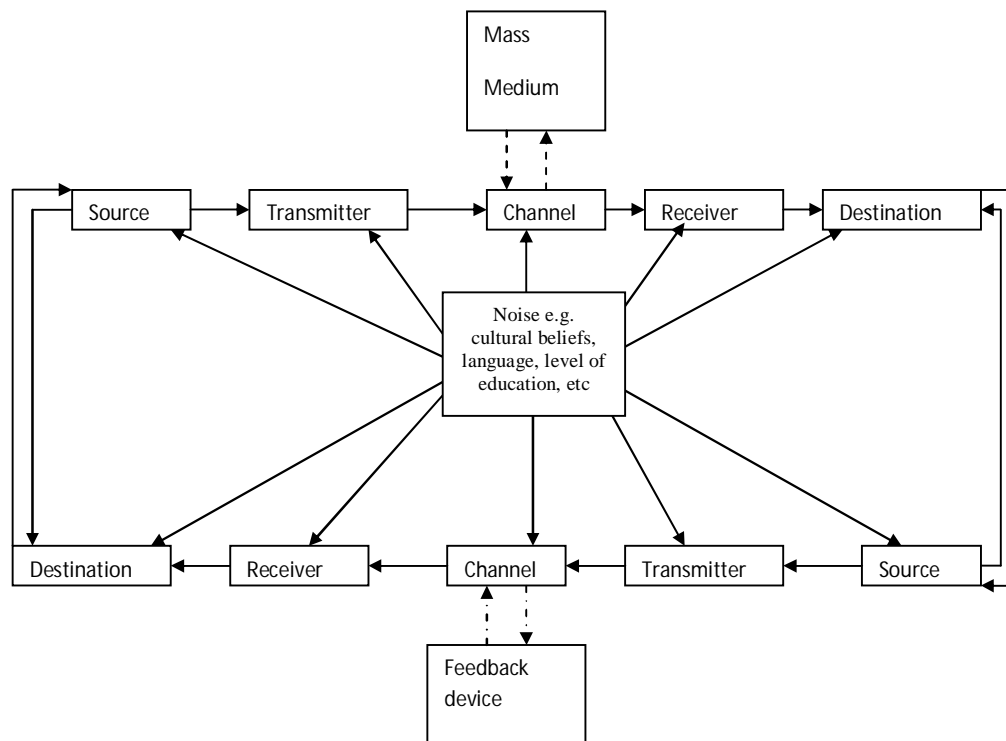 Mass
Medium
Source
Transmitter
Channel
Receiver
Destination
Noise e.g.
cultural beliefs,
language, level of
education, etc
Destination
Receiver
Channel
Transmitter
Source
Feedback
device